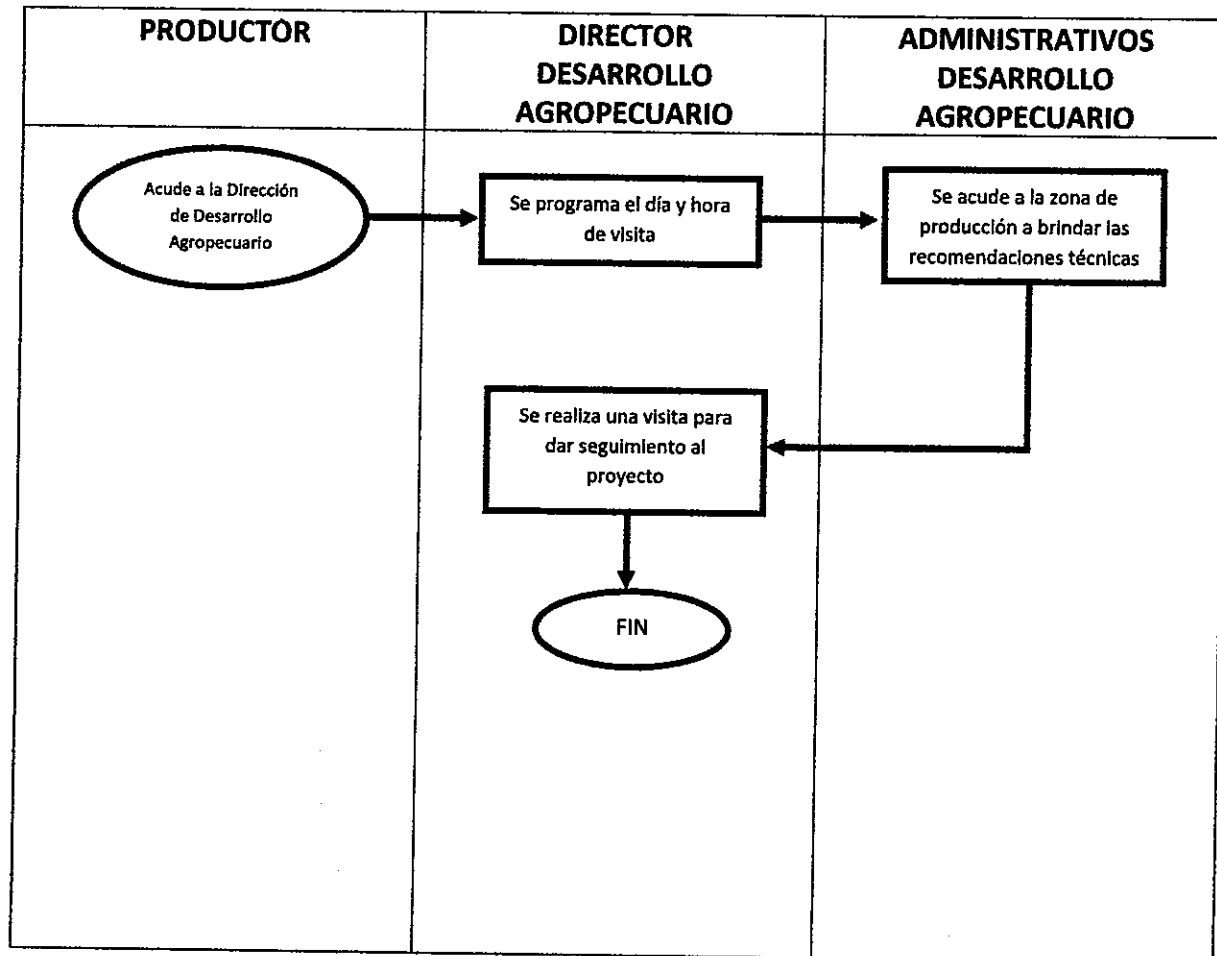 PRODUCTOR
DIRECTOR
DESARROLLO
AGROPECUARIO
ADMINISTRATIVOS
DESARROLLO
AGROPECUARIO
Acude a la Dirección
de Desarrollo
Agropecuario
Se programa el día y hora
de visita
Se acude a la zona de
producción a brindar las
recomendaciones técnicas
Se realiza una visita para
dar seguimiento al
proyecto
FIN